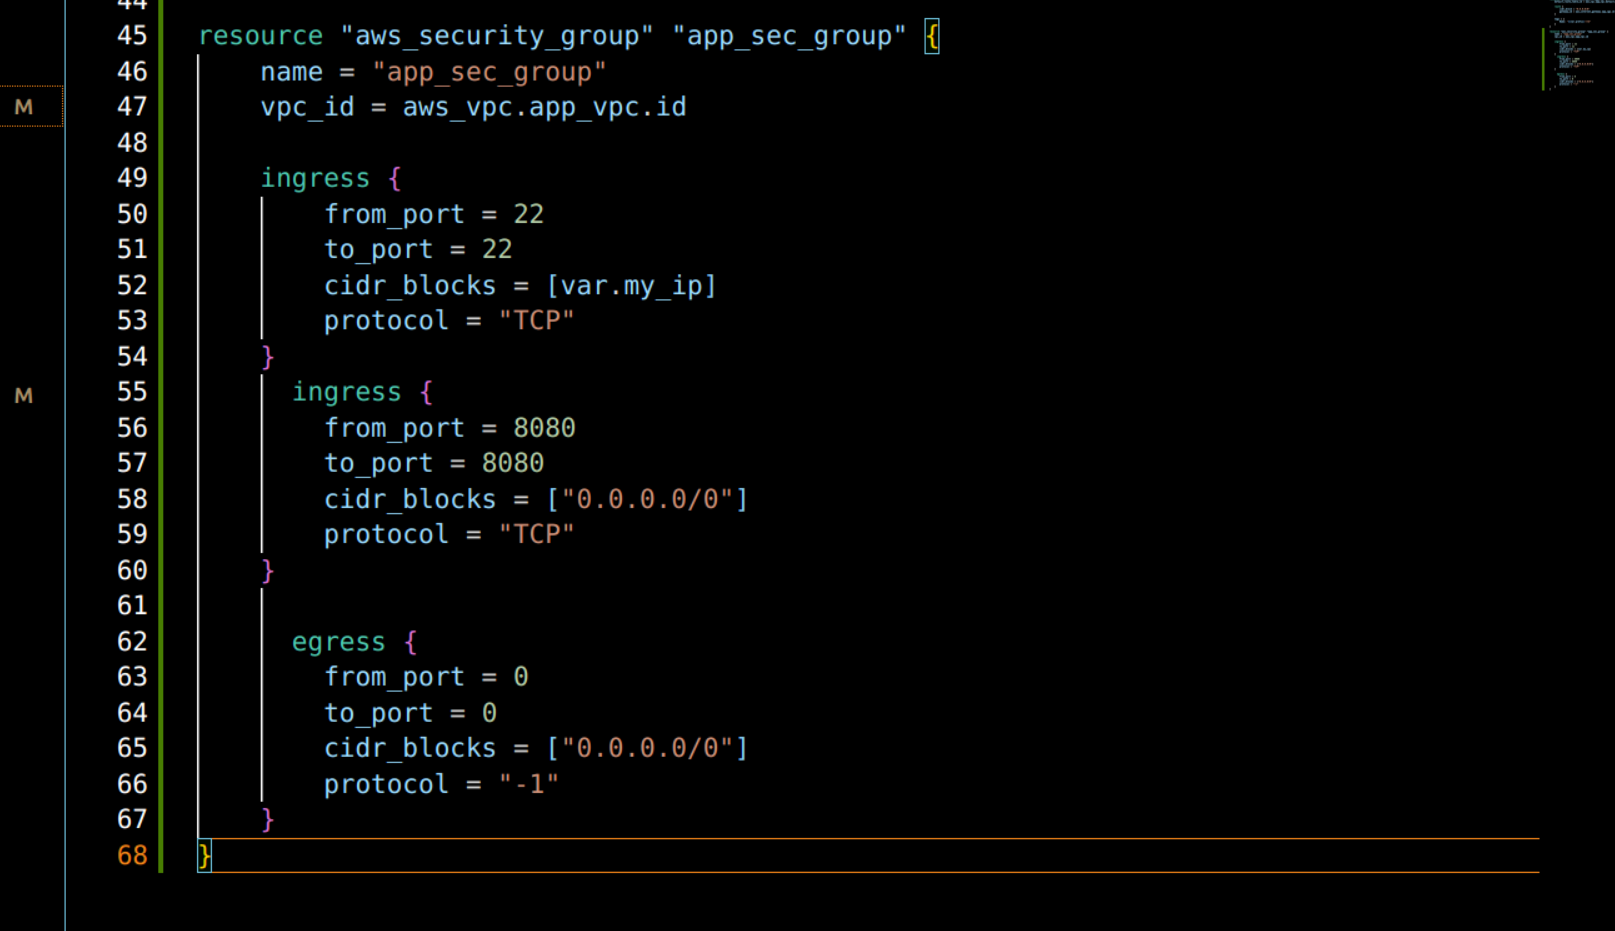 44
45 resource "aws_security_group" "app_sec_group" {
46     name = "app_sec_group"
M
47     vpc_id = aws_vpc.app_vpc.id
48
49     ingress {
50         from_port = 22
51         to_port = 22
52         cidr_blocks = [var.my_ip]
53         protocol = "TCP"
54     }
M
55       ingress {
56         from_port = 8080
57         to_port = 8080
58         cidr_blocks = ["0.0.0.0/0"]
59         protocol = "TCP"
60     }
61
62       egress {
63         from_port = 0
64         to_port = 0
65         cidr_blocks = ["0.0.0.0/0"]
66         protocol = "-1"
67     }
68 }